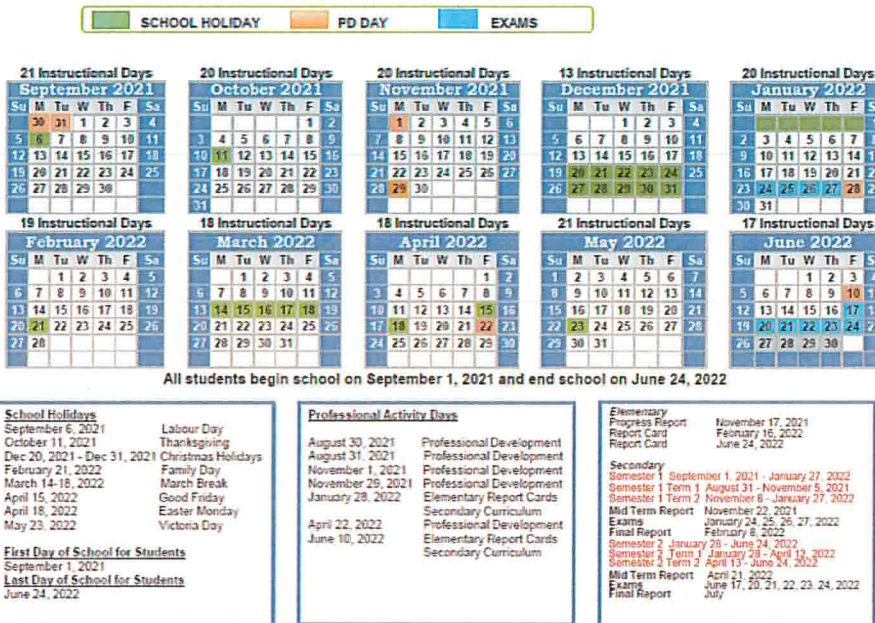 SCHOOL HOLIDAY PD DAY EXAMS
21 Instructional Days 20 Instructional Days 20 Instructional Days 13 Instructional Days 20 Instructional Days
September 2021 October 2021 November 2021 December 2021 January 2022
Su M Tu W Th F Sa Su M Tu W Th F Sa Su M Tu W Th F Sa Su M Tu W Th F Sa Su M Tu W Th F
30 31 1 2 3 4 1 2 1 2 3 4 5 6 1 2 3 4
5 6 7 8 9 10 11 3 4 5 6 7 8 9 7 8 9 10 11 12 13 5 6 7 8 9 10 11 2 3 4 5 6 7
12 13 14 15 16 17 18 10 11 12 13 14 15 16 14 15 16 17 18 19 20 12 13 14 15 16 17 18 9 10 11 12 13 14
19 20 21 22 23 24 25 17 18 19 20 21 22 23 21 22 23 24 25 26 27 19 20 21 22 23 24 25 16 17 18 19 20 21
26 27 28 29 30 24 25 26 27 28 29 30 28 29 30 26 27 28 29 30 31 23 24 25 26 27 28
31 30 31
19 Instructional Days 18 Instructional Days 18 Instructional Days 21 Instructional Days 17 Instructional Days
February 2022 March 2022 April 2022 May 2022 June 2022
Su M Tu W Th F Sa Su M Tu W Th F Sa Su M Tu W Th F Sa Su M Tu W Th F Sa Su M Tu W Th F
1 2 3 4 5 1 2 3 4 5 1 2 1 2 3 4 5 6 7 1 2 3
6 7 8 9 10 11 12 6 7 8 9 10 11 12 3 4 5 6 7 8 9 8 9 10 11 12 13 14 5 6 7 8 9 10
13 14 15 16 17 18 19 13 14 15 16 17 18 19 10 11 12 13 14 15 16 15 16 17 18 19 20 21 12 13 14 15 16 17
20 21 22 23 24 25 26 20 21 22 23 24 25 26 17 18 19 20 21 22 23 22 23 24 25 26 27 28 19 20 21 22 23 24
27 28 27 28 29 30 31 24 25 26 27 28 29 30 29 30 31 26 27 28 29 30
All students begin school on September 1, 2021 and end school on June 24, 2022
School Holidays
September 6, 2021 Labour Day
October 11, 2021 Thanksgiving
Dec 20, 2021 - Dec 31, 2021 Christmas Holidays
February 21, 2022 Family Day
March 14-18, 2022 March Break
April 15, 2022 Good Friday
April 18, 2022 Easter Monday
May 23, 2022 Victoria Day
First Day of School for Students
September 1, 2021
Last Day of School for Students
June 24, 2022
Professional Activity Days
August 30, 2021 Professional Development
August 31, 2021 Professional Development
November 1, 2021 Professional Development
November 29, 2021 Professional Development
January 28, 2022 Elementary Report Cards
Secondary Curriculum
April 22, 2022 Professional Development
June 10, 2022 Elementary Report Cards
Secondary Curriculum
Elementary
Progress Report November 17, 2021
Report Card February 16, 2022
Report Card June 24, 2022
Secondary
Semester 1 September 1, 2021 - January 27, 2022
Semester 1 Term 1 August 31 - November 5, 2021
Semester 1 Term 2 November 8 - January 27, 2022
Mid Term Report November 22, 2021
Exams January 24, 25, 26, 27, 2022
Final Report February 8, 2022
Semester 2 January 28 - June 24, 2022
Semester 2 Term 1 January 28 - April 12, 2022
Semester 2 Term 2 April 13 - June 24, 2022
Mid Term Report April 21, 2022
Exams June 17, 20, 21, 22, 23, 24, 2022
Final Report July